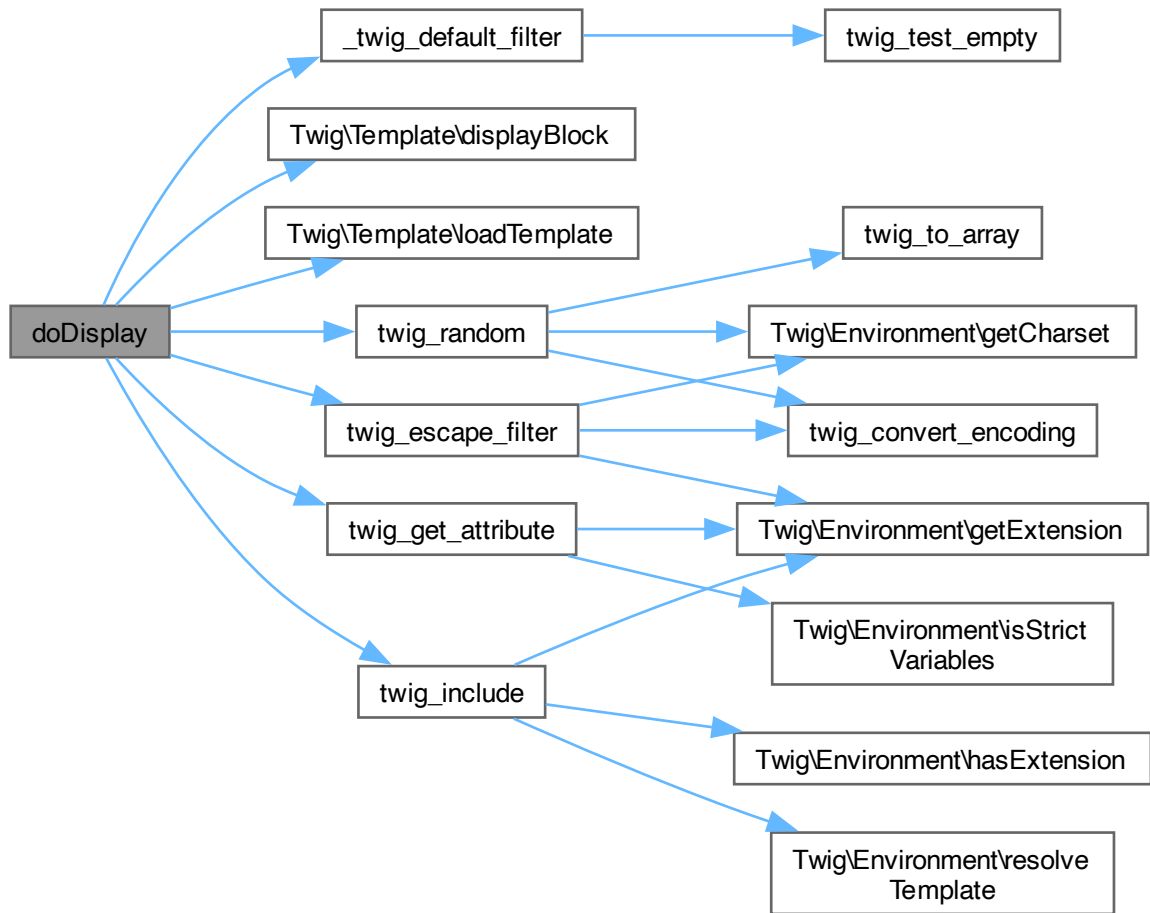 _twig_default_filter
twig_test_empty
Twig\Template\displayBlock
Twig\Template\loadTemplate
twig_to_array
doDisplay
twig_random
Twig\Environment\getCharset
twig_escape_filter
twig_convert_encoding
twig_get_attribute
Twig\Environment\getExtension
Twig\Environment\isStrict
Variables
twig_include
Twig\Environment\hasExtension
Twig\Environment\resolve
Template